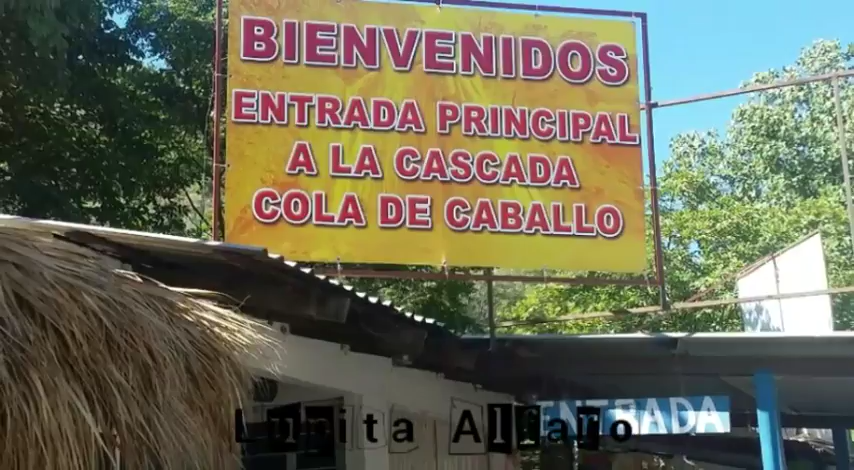 BIENVENIDOS
ENTRADA PRINCIPAL
A LA CASCADA
COLA DE CABALLO
ENTRADA
Lupita Alfaro